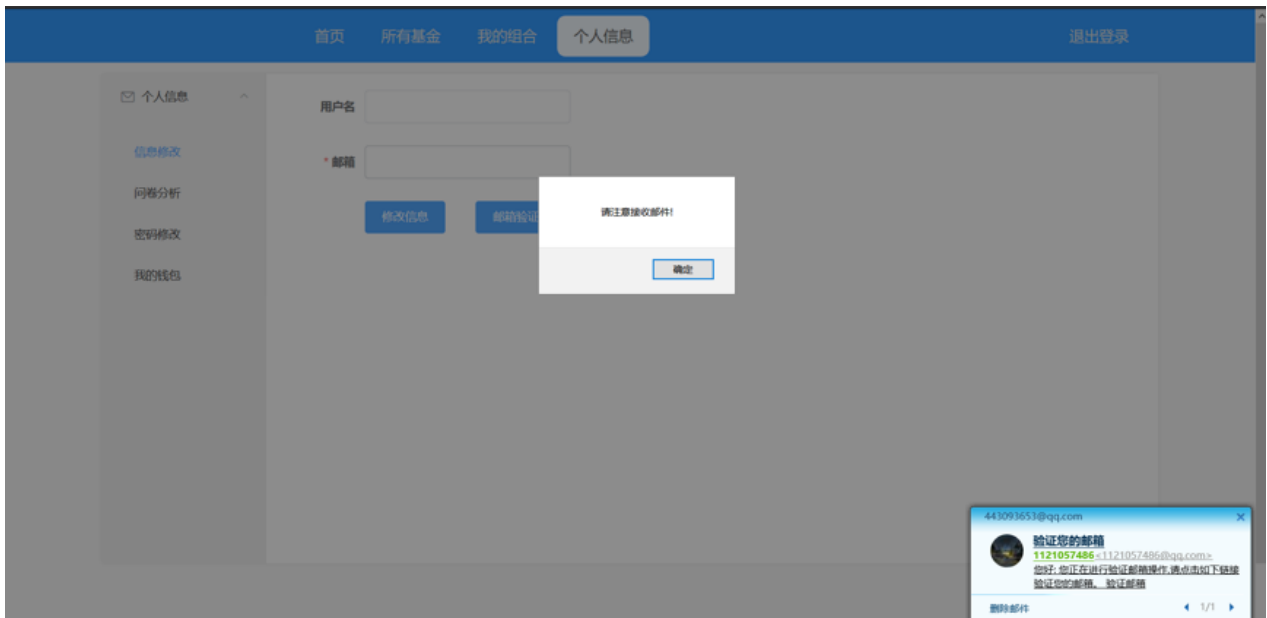 首页 所有基金 我的组合 个人信息 退出登录
个人信息
信息修改
问卷分析
密码修改
我的钱包
用户名
* 邮箱
修改信息 邮箱验证
请注意接收邮件!
确定
443093653@qq.com
验证您的邮箱
1121057486<1121057486@qq.com>
您好: 您正在进行验证邮箱操作,请点击如下链接
验证您的邮箱。 验证邮箱
删除邮件 1/1